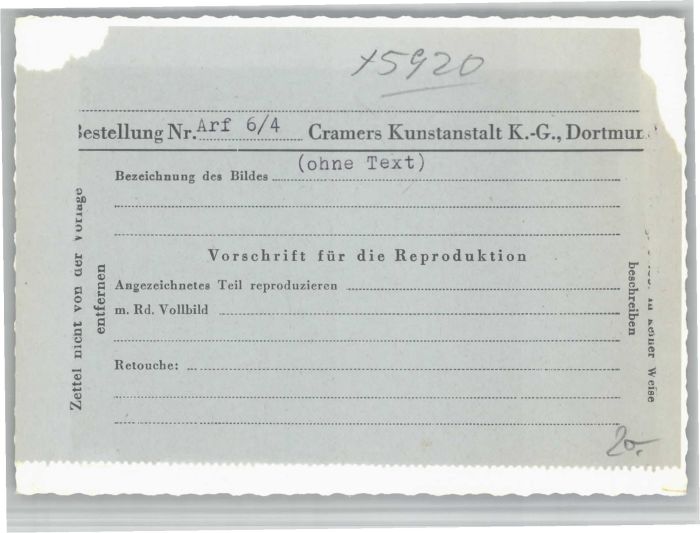 x5920
Bestellung Nr. Arf 6/4 Cramers Kunstanstalt K.-G., Dortmun
(ohne Text)
Bezeichnung des Bildes
Vorschrift für die Reproduktion
Angezeichnetes Teil reproduzieren
m. Rd. Vollbild
Retouche:
Zettel nicht von der Vorlage
entfernen
in keiner Weise
beschreiben
20.-